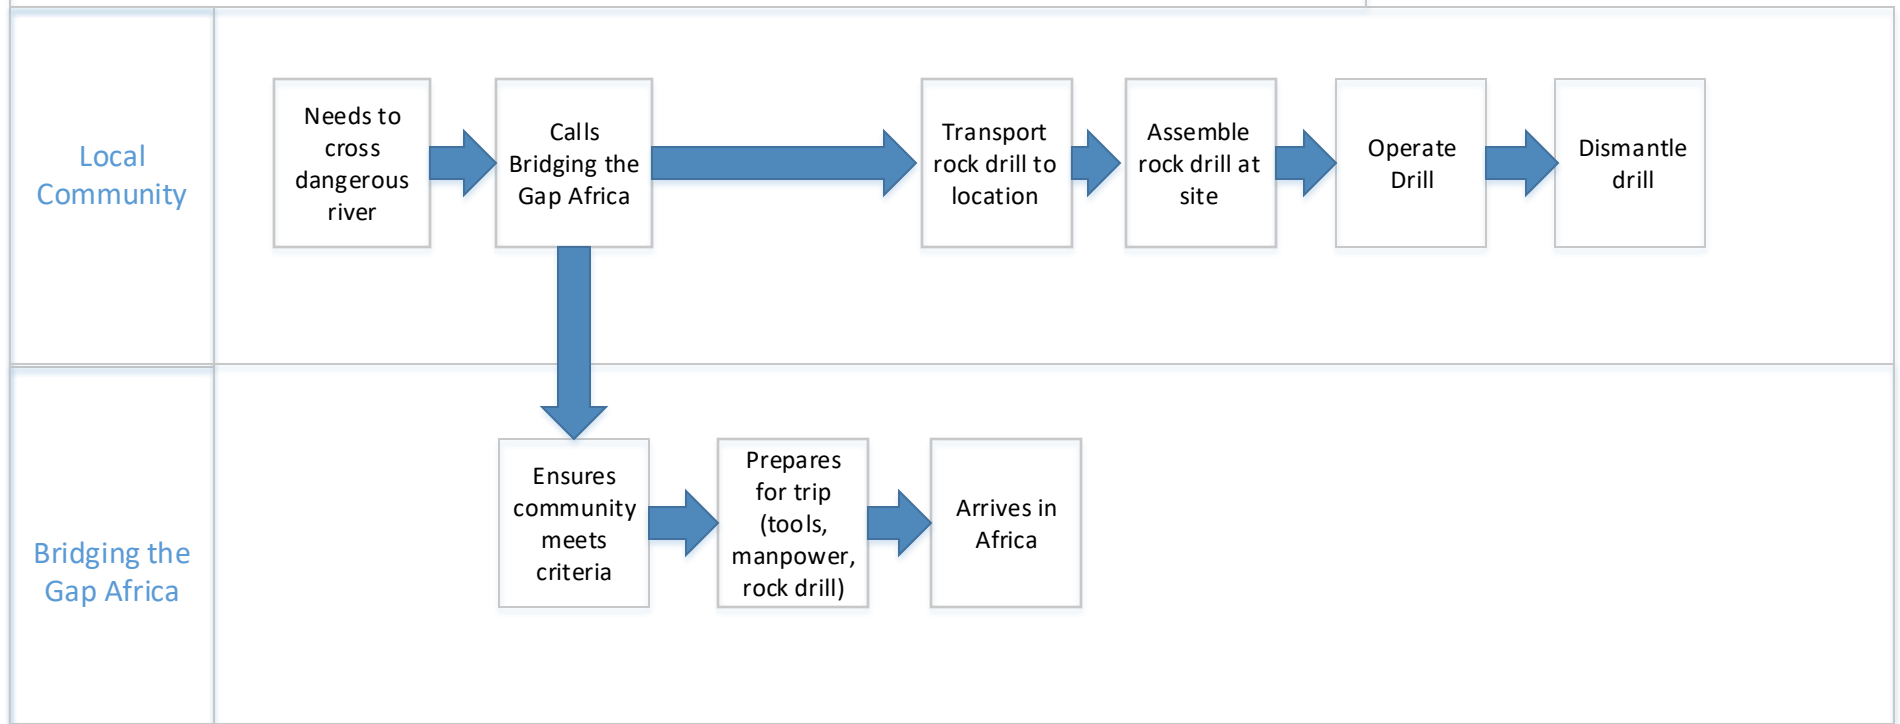 Local
Community
Needs to
cross
dangerous
river
Calls
Bridging the
Gap Africa
Transport
rock drill to
location
Assemble
rock drill at
site
Operate
Drill
Dismantle
drill
Bridging the
Gap Africa
Ensures
community
meets
criteria
Prepares
for trip
(tools,
manpower,
rock drill)
Arrives in
Africa